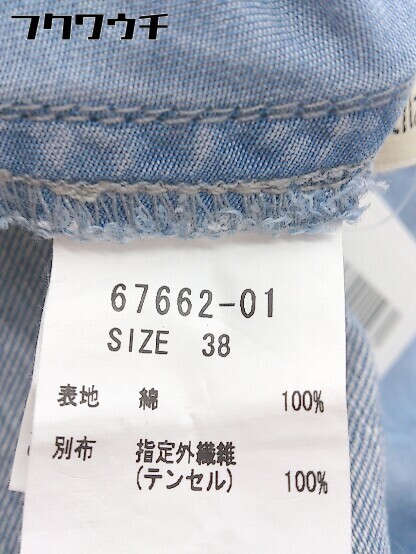 フクワウチ
67662-01
SIZE 38
表地 綿 100%
別布 指定外繊維
(テンセル) 100%